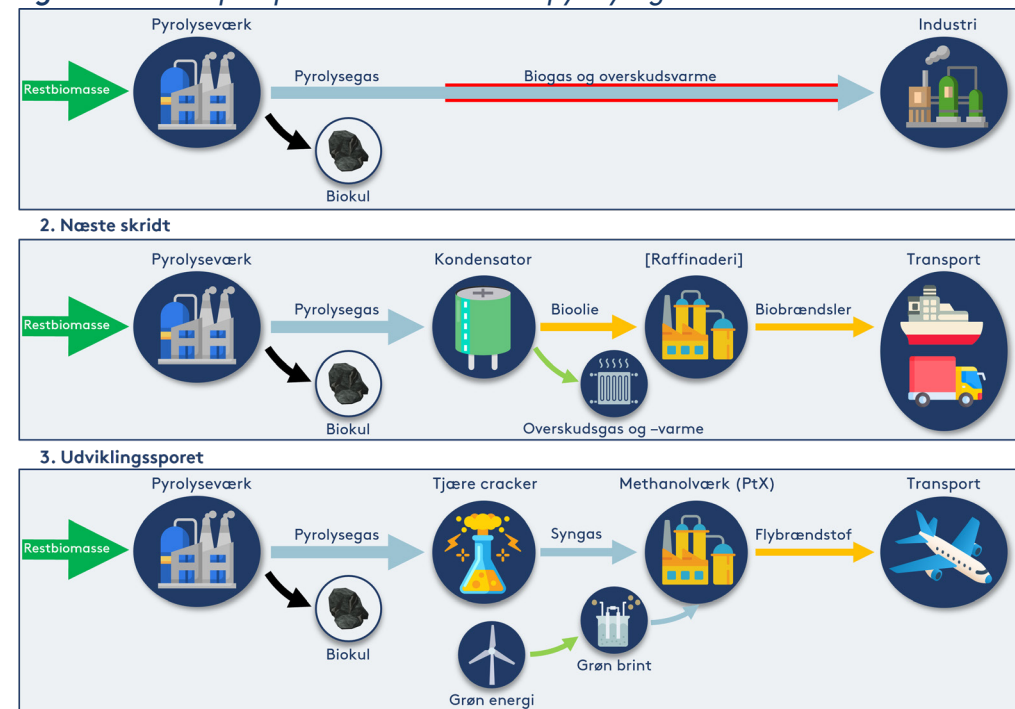 Pyrolyseværk
Industri
Restbiomasse
Pyrolysegas
Biogas og overskudsvarme
Biokul
2. Næste skridt
Pyrolyseværk
Kondensator
[Raffinaderi]
Transport
Restbiomasse
Pyrolysegas
Bioolie
Biobrændsler
Biokul
Overskudsgas og –varme
3. Udviklingssporet
Pyrolyseværk
Tjære cracker
Methanolværk (PtX)
Transport
Restbiomasse
Pyrolysegas
Syngas
Flybrændstof
Biokul
Grøn brint
Grøn energi